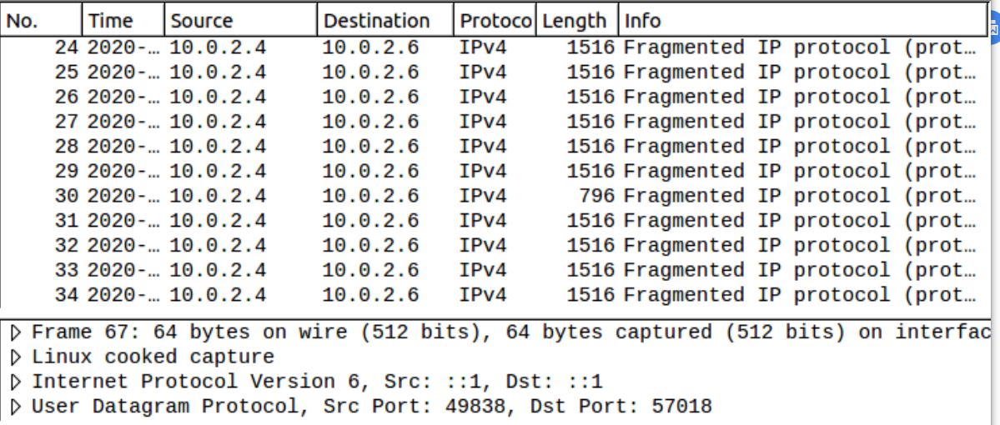 No. Time Source Destination Protoco Length Info
24 2020-… 10.0.2.4 10.0.2.6 IPv4 1516 Fragmented IP protocol (prot…
25 2020-… 10.0.2.4 10.0.2.6 IPv4 1516 Fragmented IP protocol (prot…
26 2020-… 10.0.2.4 10.0.2.6 IPv4 1516 Fragmented IP protocol (prot…
27 2020-… 10.0.2.4 10.0.2.6 IPv4 1516 Fragmented IP protocol (prot…
28 2020-… 10.0.2.4 10.0.2.6 IPv4 1516 Fragmented IP protocol (prot…
29 2020-… 10.0.2.4 10.0.2.6 IPv4 1516 Fragmented IP protocol (prot…
30 2020-… 10.0.2.4 10.0.2.6 IPv4 796 Fragmented IP protocol (prot…
31 2020-… 10.0.2.4 10.0.2.6 IPv4 1516 Fragmented IP protocol (prot…
32 2020-… 10.0.2.4 10.0.2.6 IPv4 1516 Fragmented IP protocol (prot…
33 2020-… 10.0.2.4 10.0.2.6 IPv4 1516 Fragmented IP protocol (prot…
34 2020-… 10.0.2.4 10.0.2.6 IPv4 1516 Fragmented IP protocol (prot…
Frame 67: 64 bytes on wire (512 bits), 64 bytes captured (512 bits) on interfac
Linux cooked capture
Internet Protocol Version 6, Src: ::1, Dst: ::1
User Datagram Protocol, Src Port: 49838, Dst Port: 57018